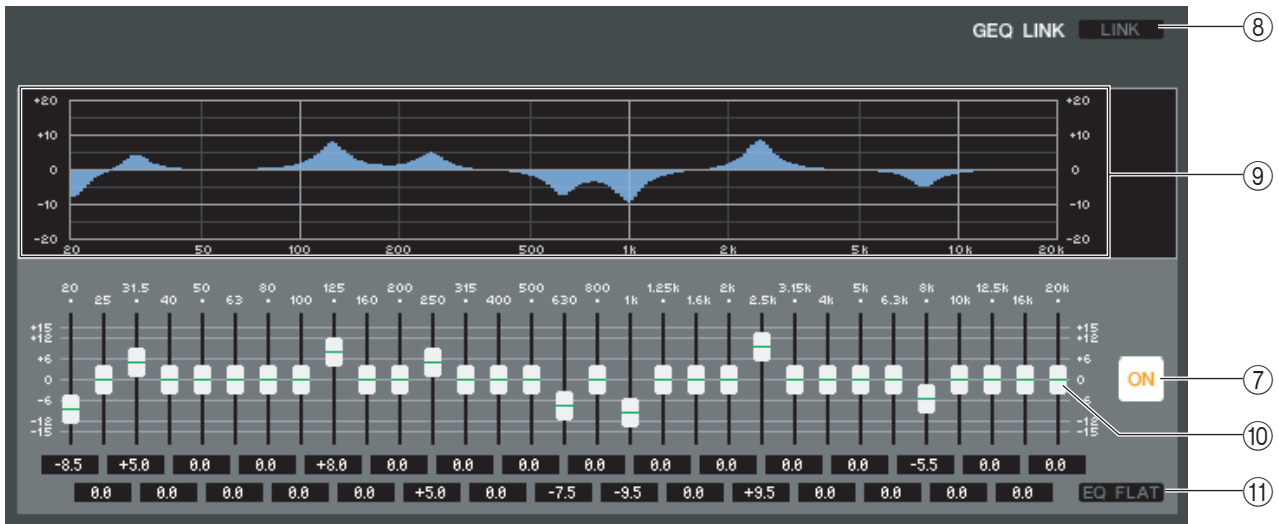 GEQ LINK LINK ⑧
+20 +20
+10 +10
0 0 ⑨
-10 -10
-20 -20
20 50 100 200 500 1k 2k 5k 10k 20k
20 31.5 50 80 125 200 315 500 800 1.25k 2k 3.15k 5k 8k 12.5k 20k
25 40 63 100 160 250 400 630 1k 1.6k 2.5k 4k 6.3k 10k 16k
+15 +15
+12 +12
+6 +6
0 0 ON ⑦
-6 -6
-12 -12 ⑩
-15 -15
-8.5 +5.0 0.0 0.0 +8.0 0.0 0.0 0.0 0.0 0.0 0.0 0.0 0.0 -5.5 0.0 0.0
0.0 0.0 0.0 0.0 0.0 +5.0 0.0 -7.5 -9.5 0.0 +9.5 0.0 0.0 0.0 0.0 EQ FLAT ⑪